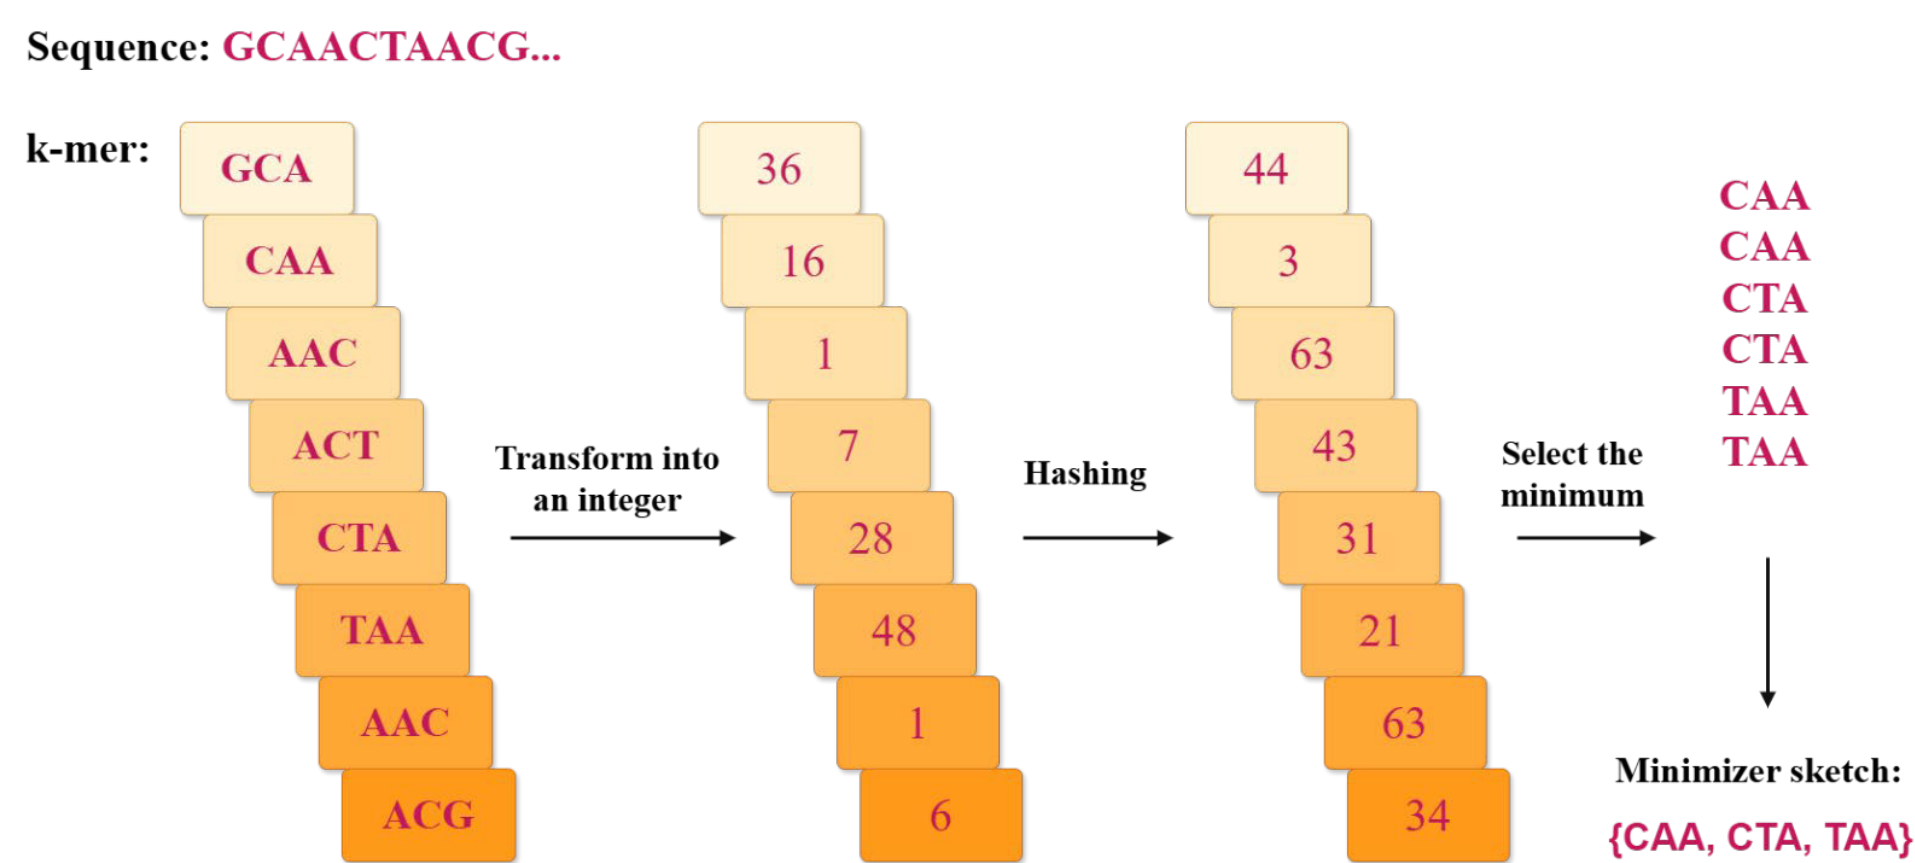 Sequence: GCAACTAACG...
k-mer:
GCA
CAA
AAC
ACT
CTA
TAA
AAC
ACG
Transform into
an integer
36
16
1
7
28
48
1
6
Hashing
44
3
63
43
31
21
63
34
Select the
minimum
CAA
CAA
CTA
CTA
TAA
TAA
Minimizer sketch:
{CAA, CTA, TAA}